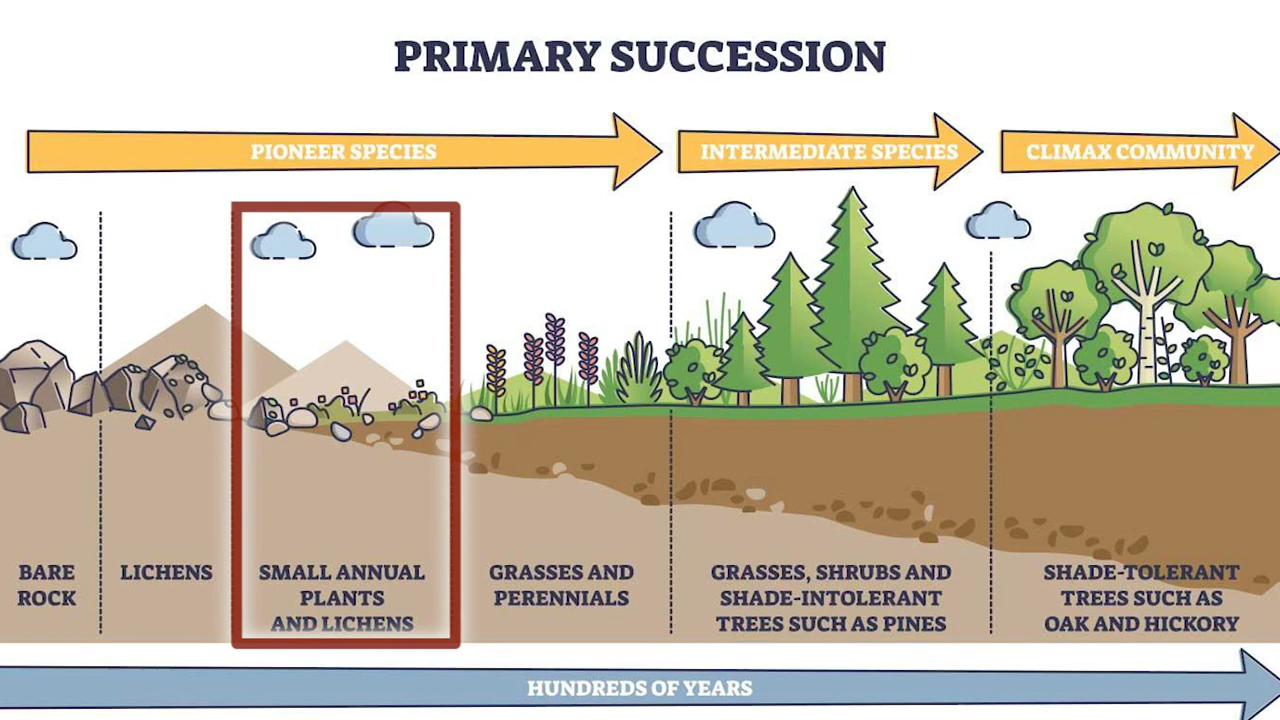 PRIMARY SUCCESSION
PIONEER SPECIES
INTERMEDIATE SPECIES
CLIMAX COMMUNITY
BARE
ROCK
LICHENS
SMALL ANNUAL
PLANTS
AND LICHENS
GRASSES AND
PERENNIALS
GRASSES, SHRUBS AND
SHADE-INTOLERANT
TREES SUCH AS PINES
SHADE-TOLERANT
TREES SUCH AS
OAK AND HICKORY
HUNDREDS OF YEARS